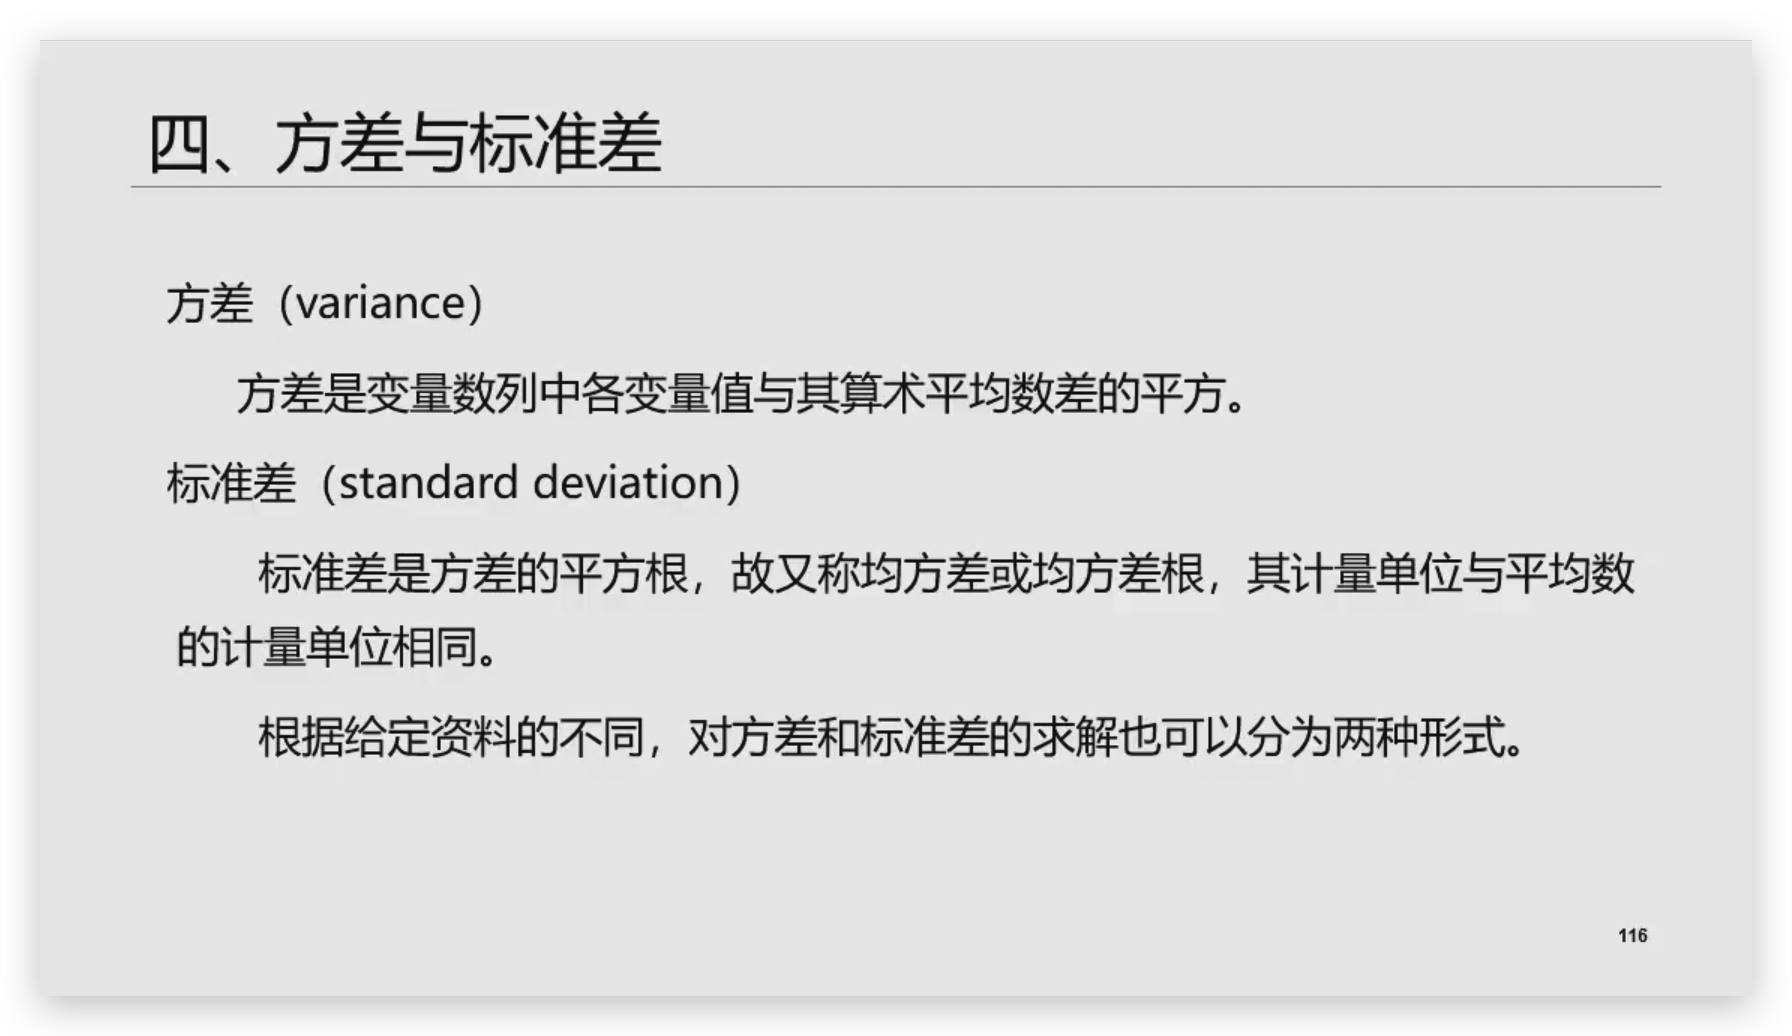 四、方差与标准差
方差（variance）
方差是变量数列中各变量值与其算术平均数差的平方。
标准差（standard deviation）
标准差是方差的平方根，故又称均方差或均方差根，其计量单位与平均数
的计量单位相同。
根据给定资料的不同，对方差和标准差的求解也可以分为两种形式。
116